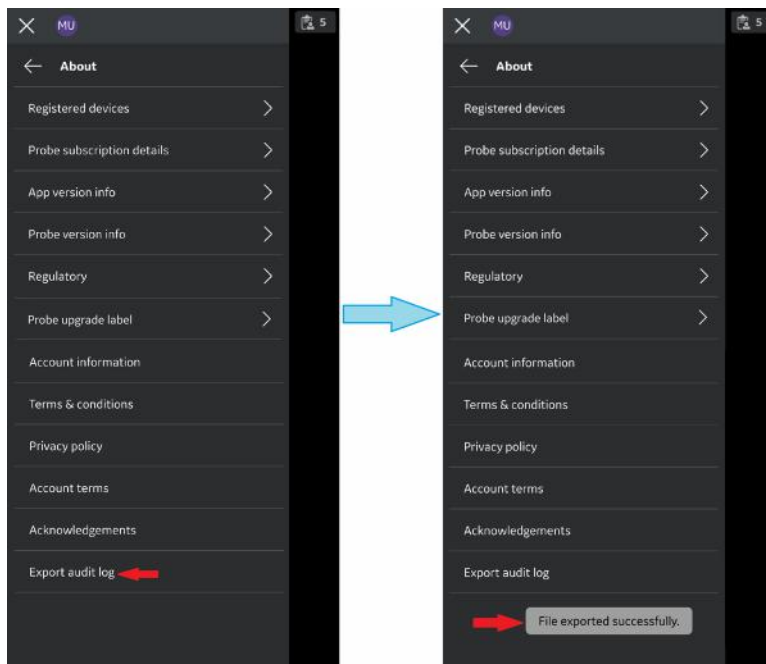 MU
5
About
Registered devices
Probe subscription details
App version info
Probe version info
Regulatory
Probe upgrade label
Account information
Terms & conditions
Privacy policy
Account terms
Acknowledgements
Export audit log
MU
5
About
Registered devices
Probe subscription details
App version info
Probe version info
Regulatory
Probe upgrade label
Account information
Terms & conditions
Privacy policy
Account terms
Acknowledgements
Export audit log
File exported successfully.